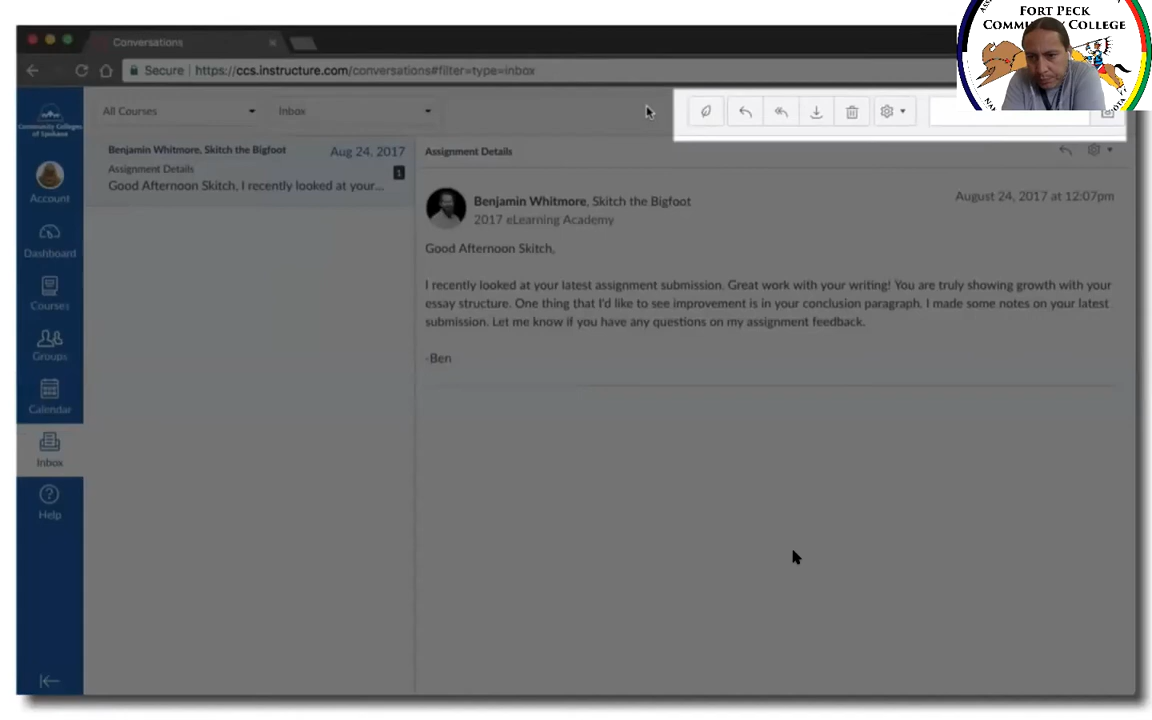 FORT PECK
COMMUNITY COLLEGE
Conversations
Secure | https://ccs.instructure.com/conversations#filter=type=inbox
Community Colleges
of Spokane
All Courses
Inbox
Benjamin Whitmore, Skitch the Bigfoot
Aug 24, 2017
Assignment Details
1
Good Afternoon Skitch, I recently looked at your...
Account
Dashboard
Courses
Groups
Calendar
Inbox
Help
Assignment Details
Benjamin Whitmore, Skitch the Bigfoot
August 24, 2017 at 12:07pm
2017 eLearning Academy
Good Afternoon Skitch,
I recently looked at your latest assignment submission. Great work with your writing! You are truly showing growth with your
essay structure. One thing that I'd like to see improvement is in your conclusion paragraph. I made some notes on your latest
submission. Let me know if you have any questions on my assignment feedback.
-Ben